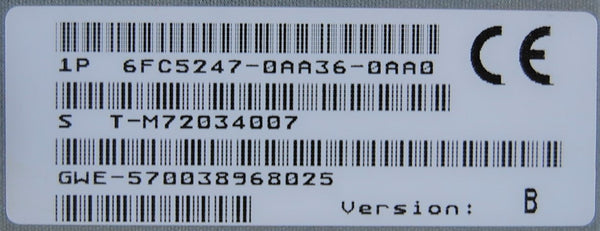 1P 6FC5247-0AA36-0AA0
CE
S T-M72034007
GWE-570038968025
Version: B